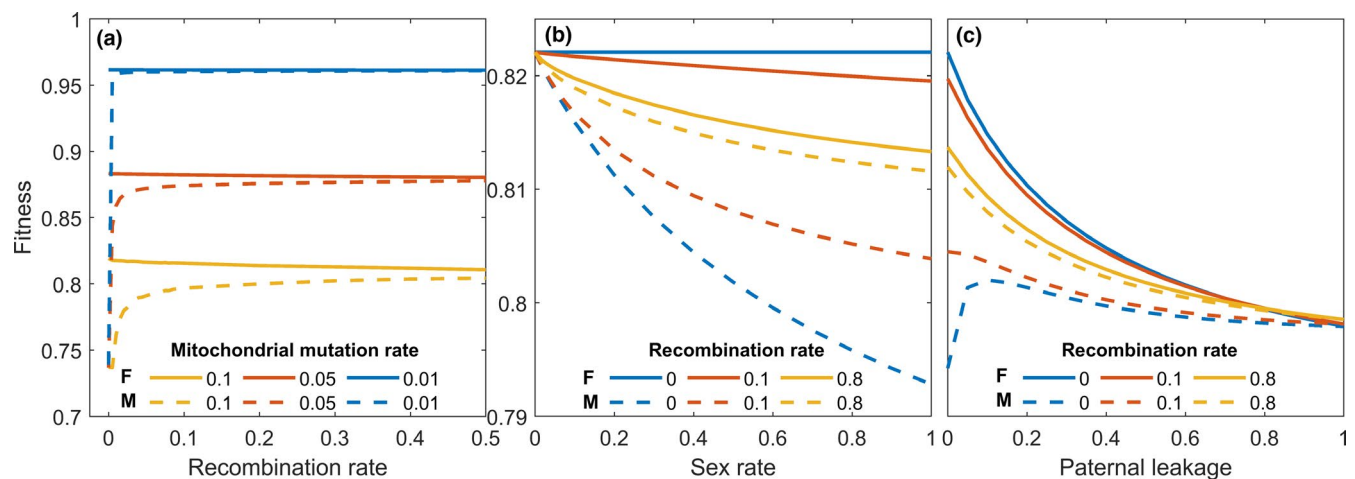 (a)
Fitness
1
0.95
0.9
0.85
0.8
0.75
0.7
Mitochondrial mutation rate
F 0.1 0.05 0.01
M 0.1 0.05 0.01
0 0.1 0.2 0.3 0.4 0.5
Recombination rate
(b)
0.82
0.81
0.8
0.79
Recombination rate
F 0 0.1 0.8
M 0 0.1 0.8
0 0.2 0.4 0.6 0.8 1
Sex rate
(c)
Recombination rate
F 0 0.1 0.8
M 0 0.1 0.8
0 0.2 0.4 0.6 0.8 1
Paternal leakage